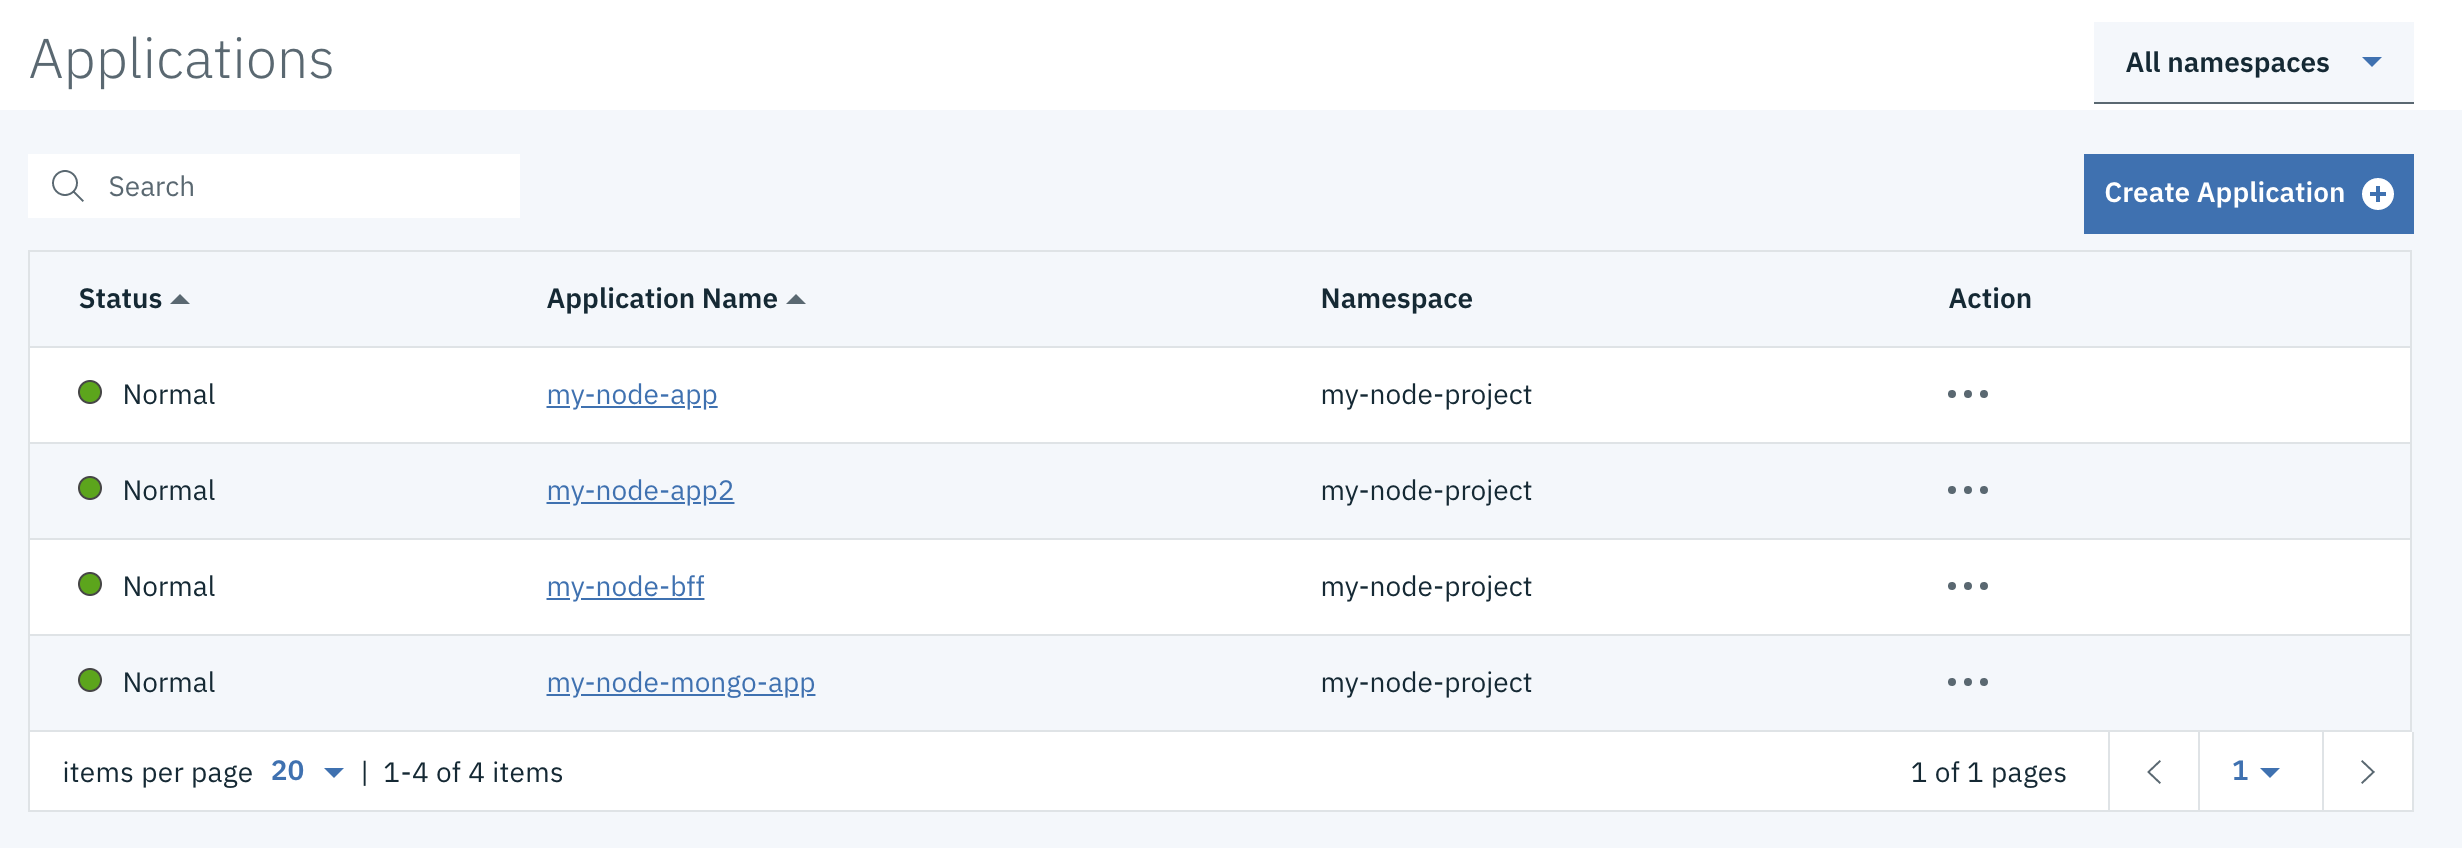 Applications
All namespaces
Search
Create Application
Status Application Name Namespace Action
Normal my-node-app my-node-project
Normal my-node-app2 my-node-project
Normal my-node-bff my-node-project
Normal my-node-mongo-app my-node-project
items per page 20 | 1-4 of 4 items 1 of 1 pages 1